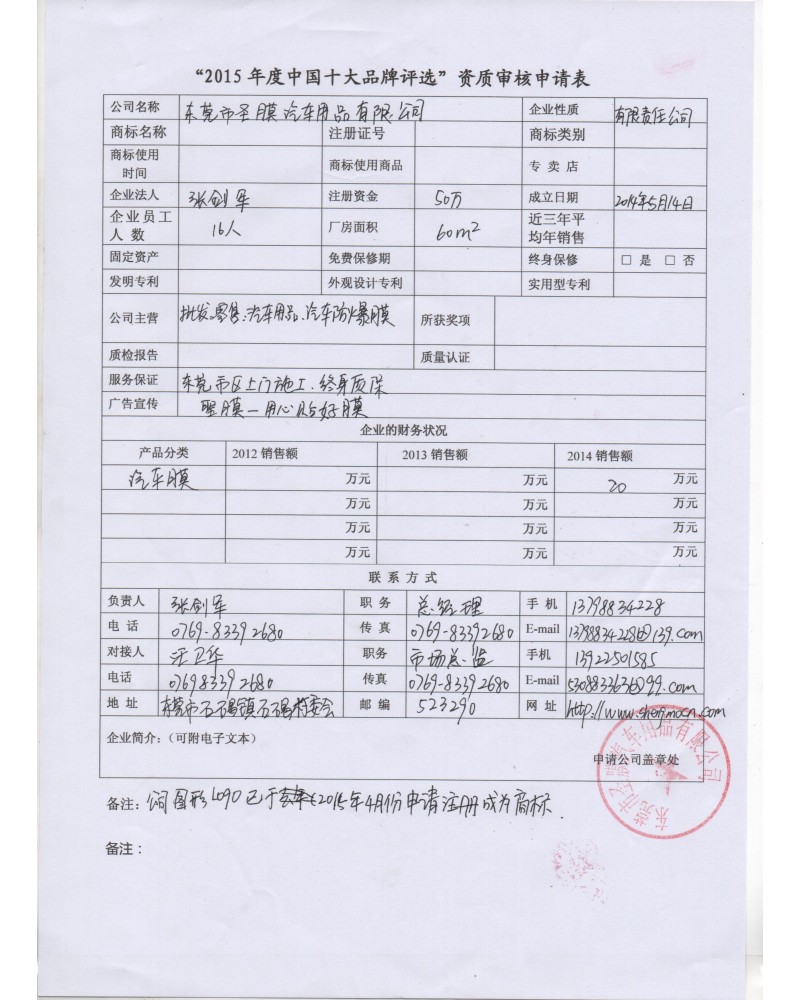 “2015年度中国十大品牌评选”资质审核申请表
公司名称 东莞市圣膜汽车用品有限公司 企业性质 有限责任公司
商标名称 注册证号 商标类别
商标使用时间 商标使用商品 专卖店
企业法人 张剑军 注册资金 50万 成立日期 2014年5月14日
企业员工人数 16人 厂房面积 60m² 近三年平均年销售
固定资产 免费保修期 终身保修 □ 是 □ 否
发明专利 外观设计专利 实用型专利
公司主营 批发、零售:汽车用品、汽车防爆膜 所获奖项
质检报告 质量认证
服务保证 东莞市区上门施工、终身质保
广告宣传 圣膜—用心贴好膜
企业的财务状况
产品分类 2012销售额 2013销售额 2014销售额
汽车膜 万元 万元 20 万元
万元 万元 万元
万元 万元 万元
万元 万元 万元
联系方式
负责人 张剑军 职务 总经理 手机 13798834228
电话 0769-83392680 传真 0769-83392680 E-mail 13798834228@139.com
对接人 汪卫华 职务 市场总监 手机 13922501585
电话 076983392680 传真 0769-83392680 E-mail 530883363@qq.com
地址 东莞市石碣镇石碣村委会 邮编 523290 网址 http://www.shengmocn.com
企业简介:(可附电子文本)
申请公司盖章处
东莞市圣膜汽车用品有限公司
备注: 图形logo已于2015年4月份申请注册成为商标.
备注: